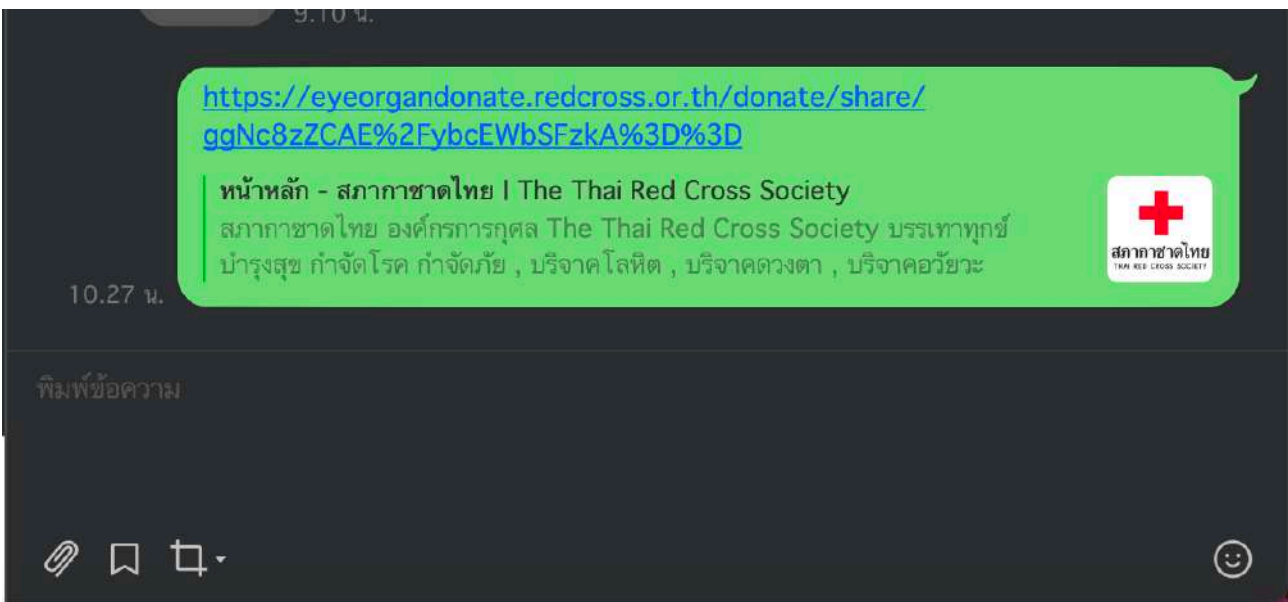 9.10 น.
https://eyeorgandonate.redcross.or.th/donate/share/
ggNc8zZCAE%2FybcEWbSFzkA%3D%3D
หน้าหลัก - สภากาชาดไทย | The Thai Red Cross Society
สภากาชาดไทย องค์กรการกุศล The Thai Red Cross Society บรรเทาทุกข์
บำรุงสุข กำจัดโรค กำจัดภัย , บริจาคโลหิต , บริจาคดวงตา , บริจาคอวัยวะ
สภากาชาดไทย
THAI RED CROSS SOCIETY
10.27 น.
พิมพ์ข้อความ